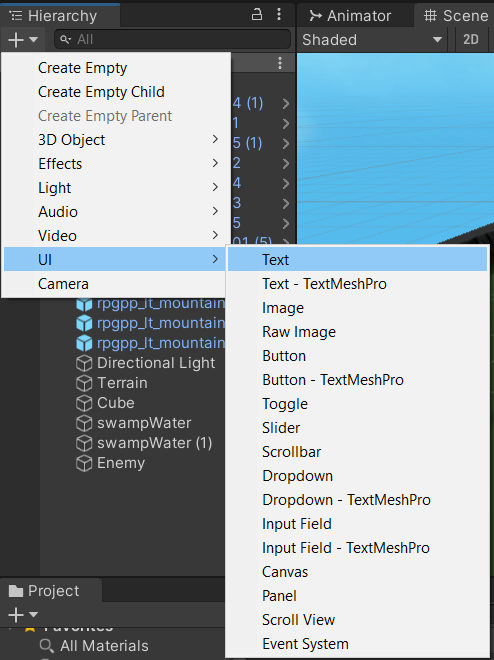 Hierarchy
Animator
Scene
All
Shaded
2D
Create Empty
Create Empty Child
Create Empty Parent
3D Object
Effects
Light
Audio
Video
UI
Camera
4 (1)
1
5 (1)
2
4
3
5
01 (5)
Text
Text - TextMeshPro
Image
Raw Image
Button
Button - TextMeshPro
Toggle
Slider
Scrollbar
Dropdown
Dropdown - TextMeshPro
Input Field
Input Field - TextMeshPro
Canvas
Panel
Scroll View
Event System
rpgpp_lt_mountain
rpgpp_lt_mountain
rpgpp_lt_mountain
Directional Light
Terrain
Cube
swampWater
swampWater (1)
Enemy
Project
Favorites
All Materials